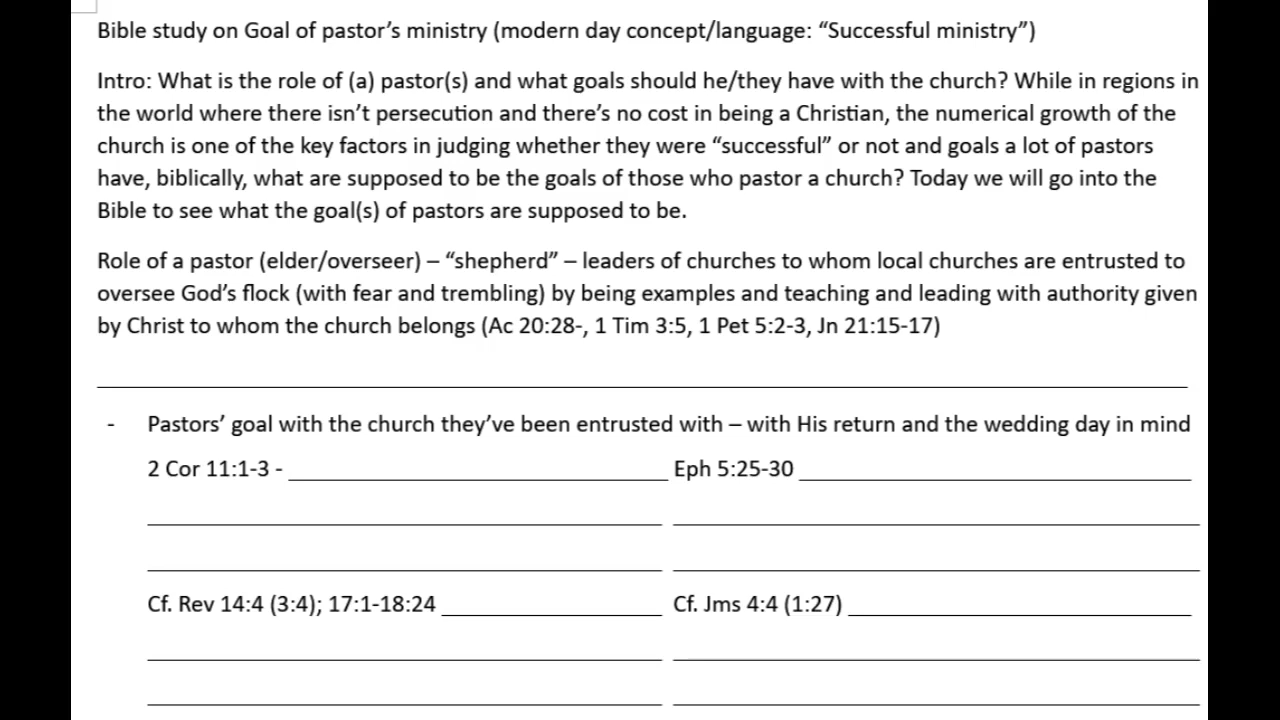 Bible study on Goal of pastor’s ministry (modern day concept/language: “Successful ministry”)
Intro: What is the role of (a) pastor(s) and what goals should he/they have with the church? While in regions in
the world where there isn’t persecution and there’s no cost in being a Christian, the numerical growth of the
church is one of the key factors in judging whether they were “successful” or not and goals a lot of pastors
have, biblically, what are supposed to be the goals of those who pastor a church? Today we will go into the
Bible to see what the goal(s) of pastors are supposed to be.
Role of a pastor (elder/overseer) – “shepherd” – leaders of churches to whom local churches are entrusted to
oversee God’s flock (with fear and trembling) by being examples and teaching and leading with authority given
by Christ to whom the church belongs (Ac 20:28-, 1 Tim 3:5, 1 Pet 5:2-3, Jn 21:15-17)
- Pastors’ goal with the church they’ve been entrusted with – with His return and the wedding day in mind
2 Cor 11:1-3 - ______________________________ Eph 5:25-30 ______________________________
Cf. Rev 14:4 (3:4); 17:1-18:24 __________________ Cf. Jms 4:4 (1:27) ___________________________